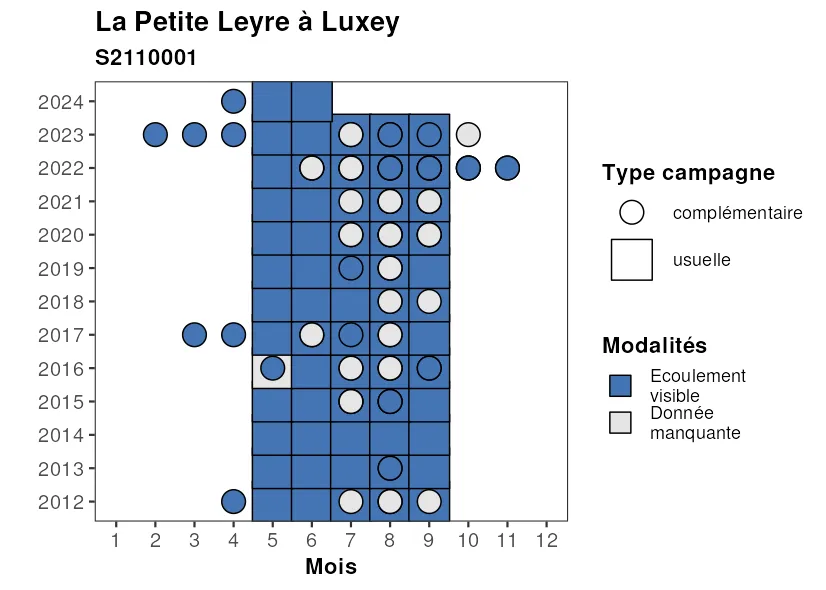 La Petite Leyre à Luxey
S2110001
2024
2023
2022
2021
2020
2019
2018
2017
2016
2015
2014
2013
2012
1 2 3 4 5 6 7 8 9 10 11 12
Mois
Type campagne
complémentaire
usuelle
Modalités
Ecoulement
visible
Donnée
manquante